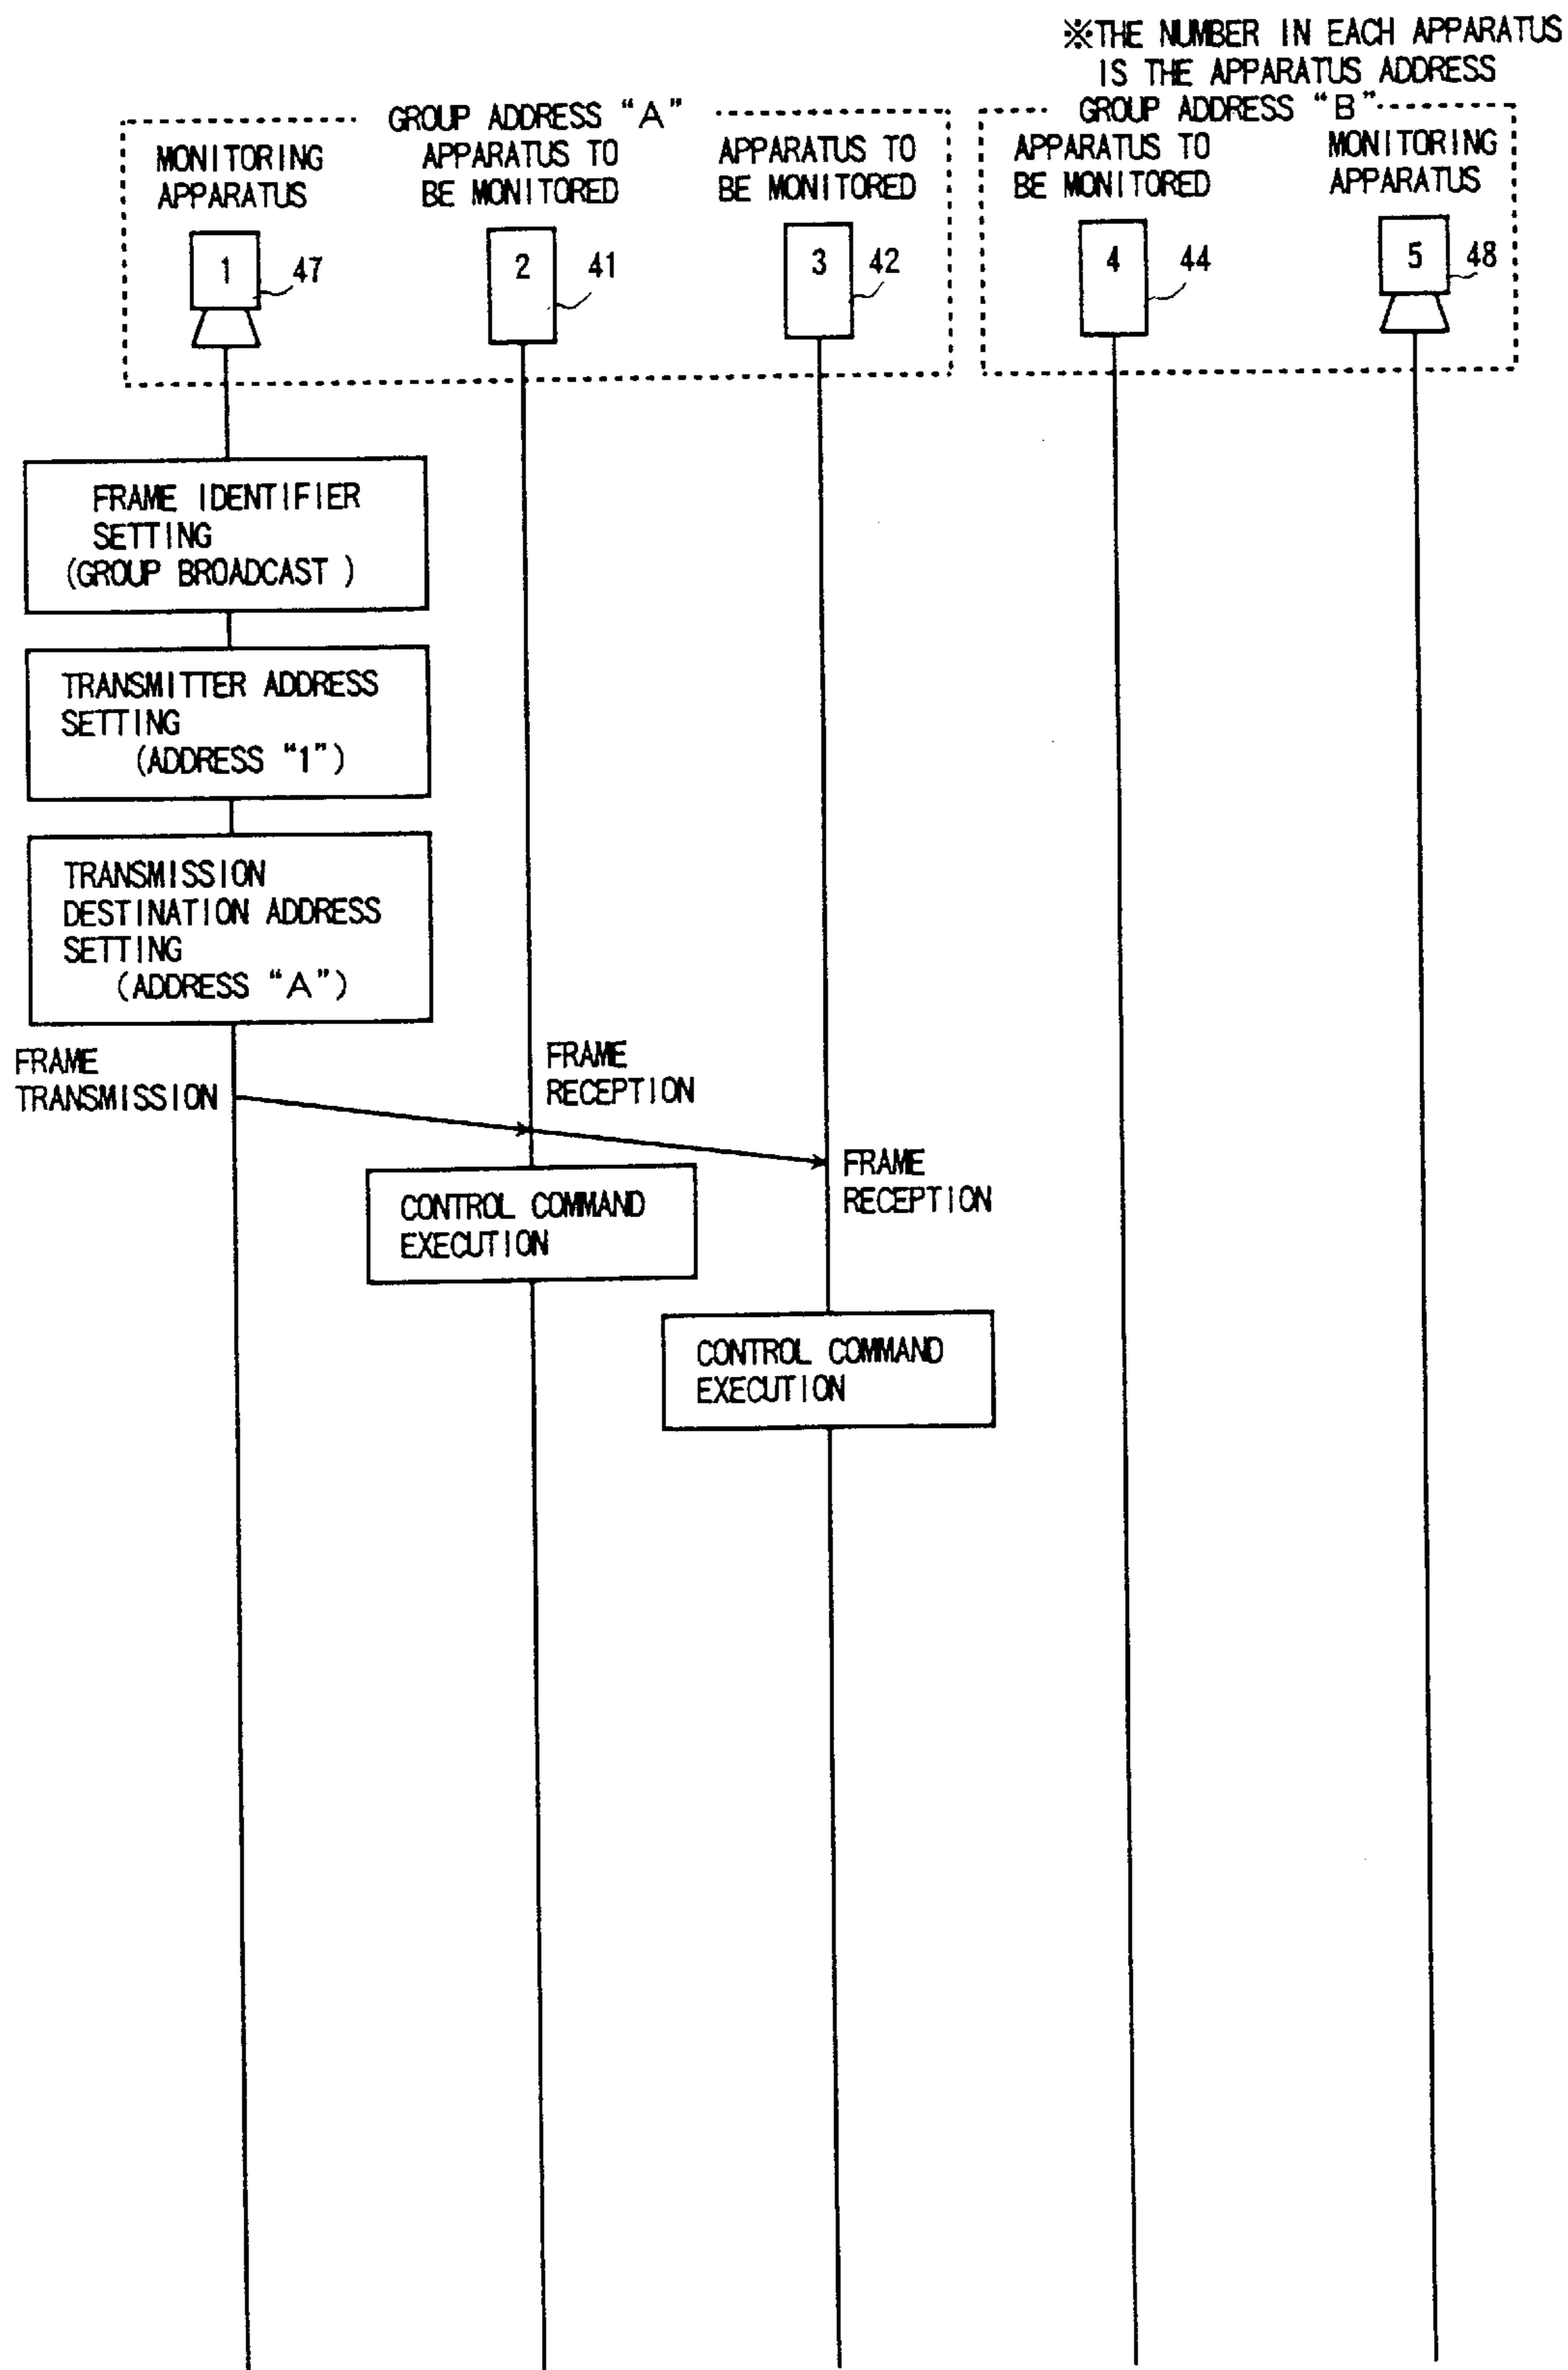 ※THE NUMBER IN EACH APPARATUS
IS THE APPARATUS ADDRESS
GROUP ADDRESS “A”
GROUP ADDRESS “B”
MONITORING
APPARATUS
APPARATUS TO
BE MONITORED
APPARATUS TO
BE MONITORED
APPARATUS TO
BE MONITORED
MONITORING
APPARATUS
1
47
2
41
3
42
4
44
5
48
FRAME IDENTIFIER
SETTING
(GROUP BROADCAST )
TRANSMITTER ADDRESS
SETTING
(ADDRESS “1”)
TRANSMISSION
DESTINATION ADDRESS
SETTING
(ADDRESS “A”)
FRAME
TRANSMISSION
FRAME
RECEPTION
FRAME
RECEPTION
CONTROL COMMAND
EXECUTION
CONTROL COMMAND
EXECUTION